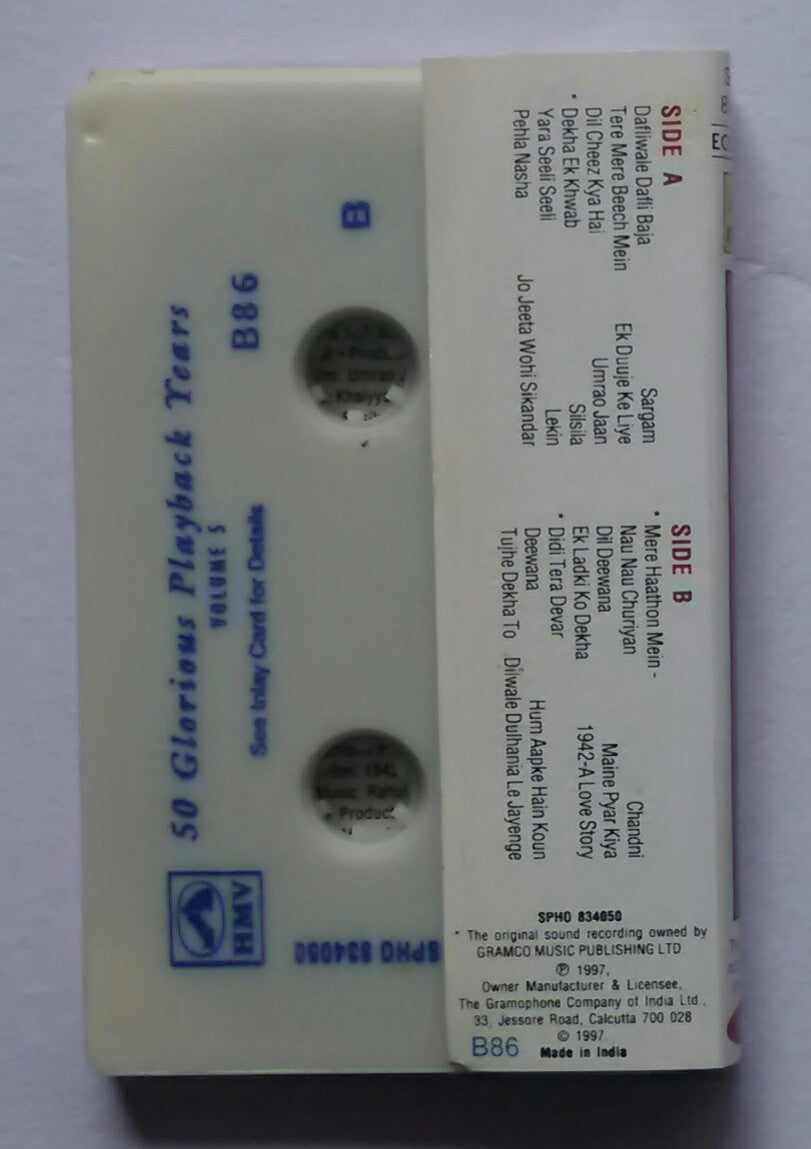 SIDE A
Dafliwale Dafli Baja Sargam
Tere Mere Beech Mein Ek Duuje Ke Liye
Dil Cheez Kya Hai Umrao Jaan
* Dekha Ek Khwab Silsila
Yara Seeli Seeli Lekin
Pehla Nasha Jo Jeeta Wohi Sikandar
SIDE B
* Mere Haathon Mein -
Nau Nau Churiyan Chandni
Dil Deewana Maine Pyar Kiya
Ek Ladki Ko Dekha 1942-A Love Story
* Didi Tera Devar
Deewana Hum Aapke Hain Koun
Tujhe Dekha To Dilwale Dulhania Le Jayenge
SPHO 834050
* The original sound recording owned by
GRAMCO MUSIC PUBLISHING LTD
℗ 1997,
Owner Manufacturer & Licensee,
The Gramophone Company of India Ltd.,
33, Jessore Road, Calcutta 700 028
© 1997
B86 Made in India
B
B86
50 Glorious Playback Years
VOLUME 5
See Inlay Card for Details
HMV
SPHO 834050
Umrao
1942
Music: Rahul
Product